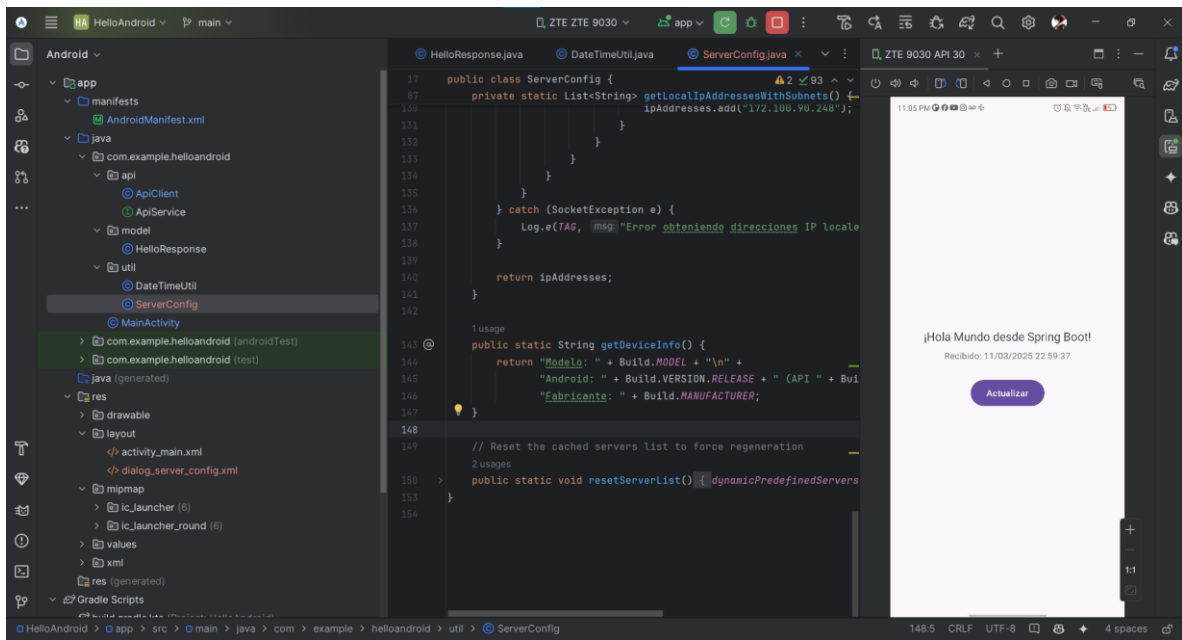 HA HelloAndroid main
ZTE ZTE 9030 app
Android
app
manifests
AndroidManifest.xml
java
com.example.helloandroid
api
ApiClient
ApiService
model
HelloResponse
util
DateTimeUtil
ServerConfig
MainActivity
com.example.helloandroid (androidTest)
com.example.helloandroid (test)
java (generated)
res
drawable
layout
activity_main.xml
dialog_server_config.xml
mipmap
ic_launcher (6)
ic_launcher_round (6)
values
xml
res (generated)
Gradle Scripts
HelloResponse.java DateTimeUtil.java ServerConfig.java
2 93
17 public class ServerConfig {
87 private static List<String> getLocalIpAddressesWithSubnets() {
130 ipAddresses.add("172.100.90.248");
131 }
132 }
133 }
134 }
135 }
136 } catch (SocketException e) {
137 Log.e(TAG, msg: "Error obteniendo direcciones IP locale
138 }
139
140 return ipAddresses;
141 }
142
1 usage
143 @ public static String getDeviceInfo() {
144 return "Modelo: " + Build.MODEL + "\n" +
145 "Android: " + Build.VERSION.RELEASE + " (API " + Bui
146 "Fabricante: " + Build.MANUFACTURER;
147 }
148
149 // Reset the cached servers list to force regeneration
2 usages
150 public static void resetServerList() { dynamicPredefinedServers
153 }
154
ZTE 9030 API 30
11:05 PM
¡Hola Mundo desde Spring Boot!
Recibido: 11/03/2025 22:59:37
Actualizar
1:1
HelloAndroid > app > src > main > java > com > example > helloandroid > util > ServerConfig
148:5 CRLF UTF-8 4 spaces